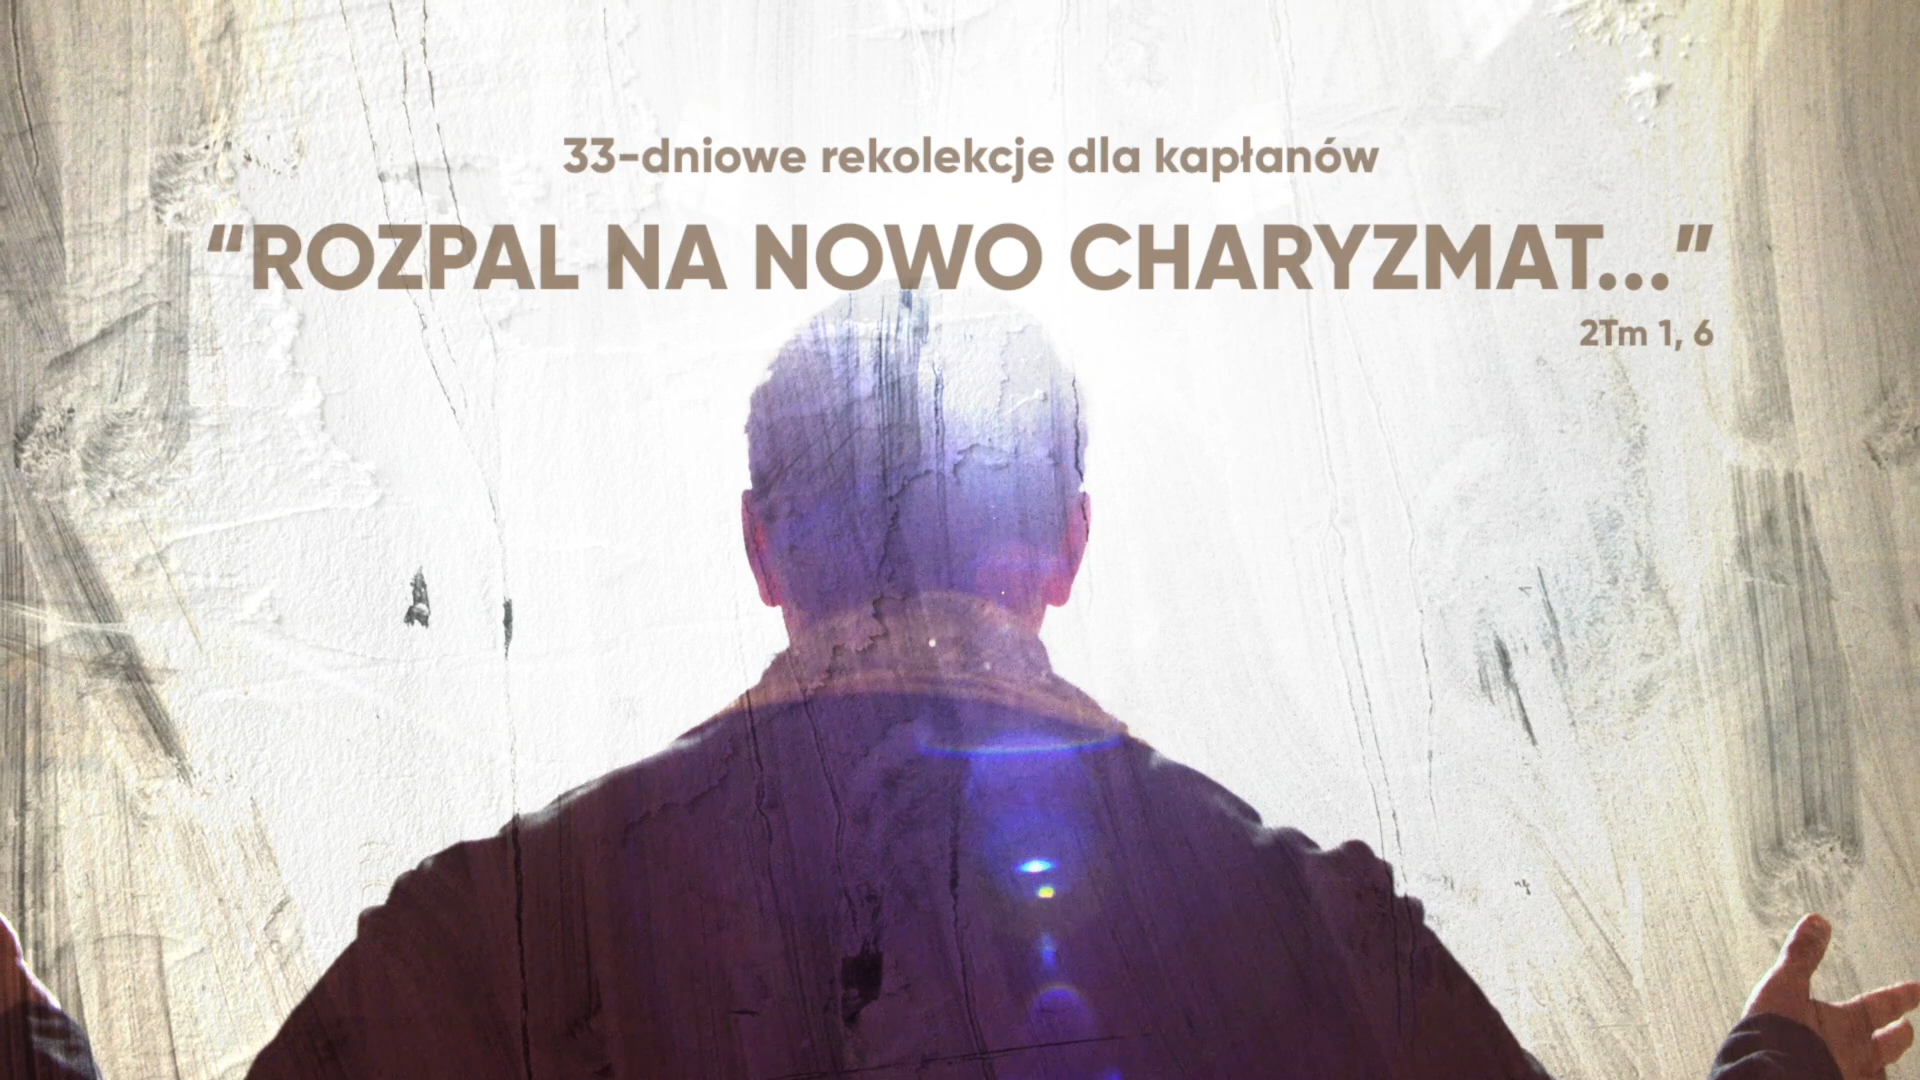 33-dniowe rekolekcje dla kapłanów
“ROZPAL NA NOWO CHARYZMAT...”
2Tm 1, 6